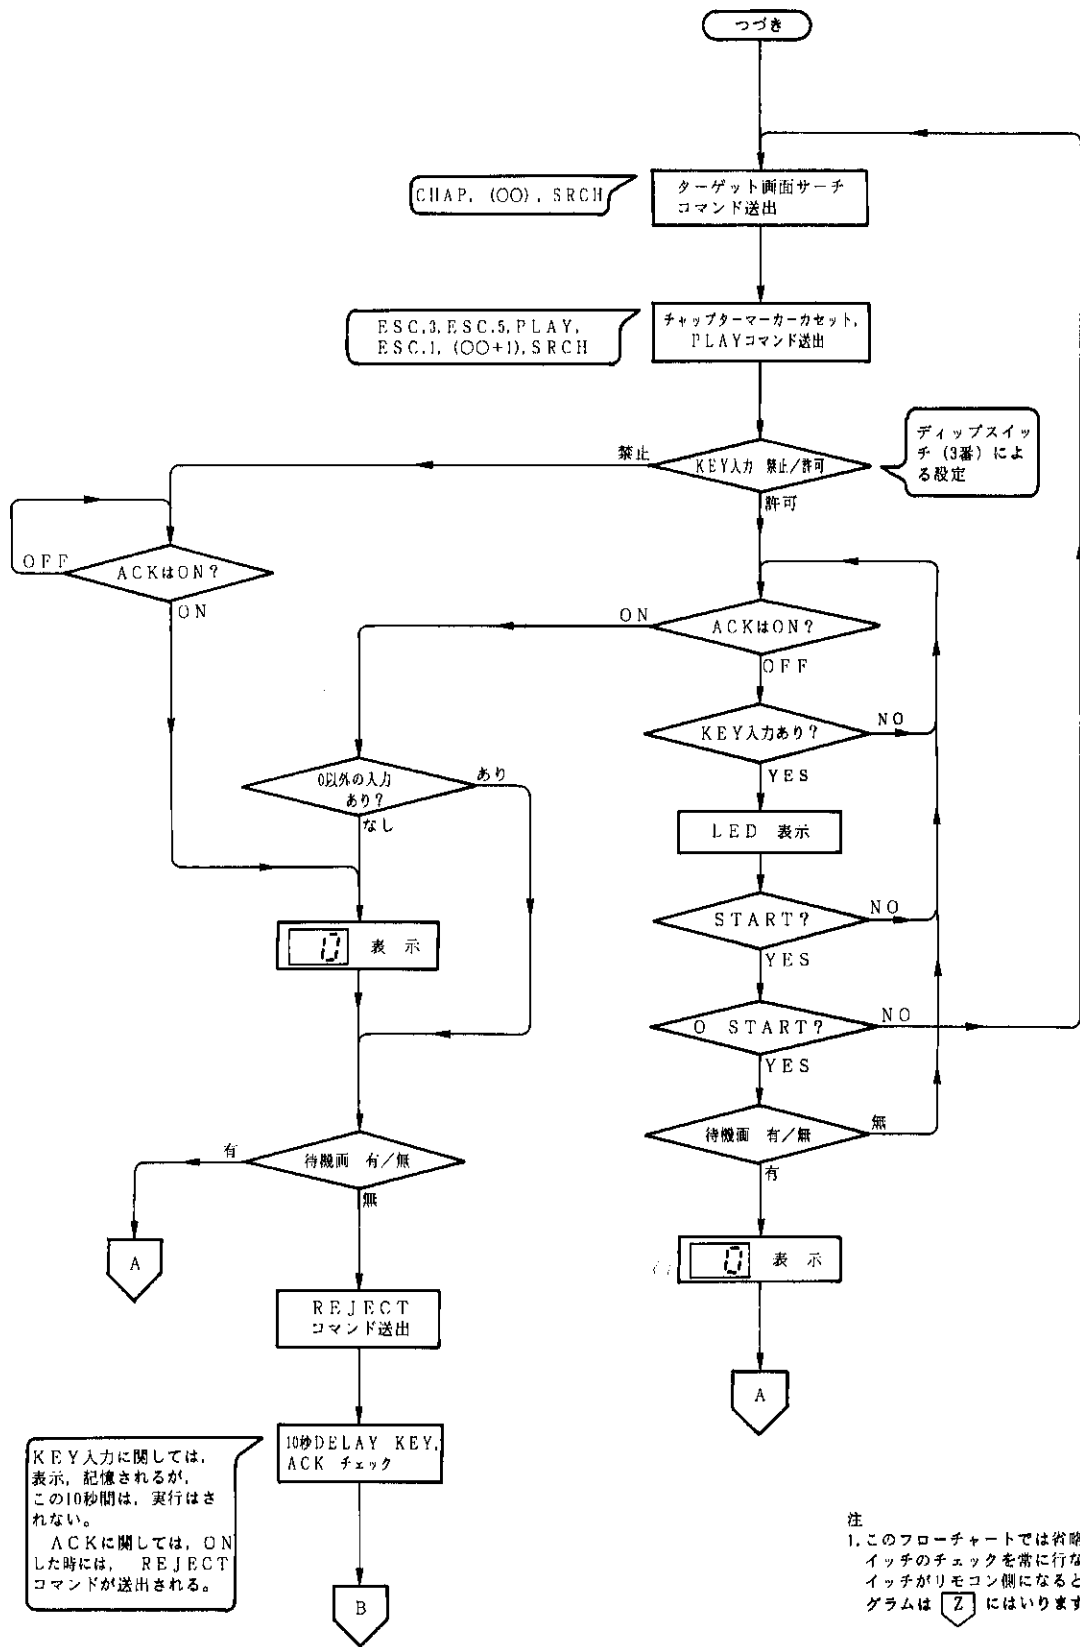 つづき
CHAP, (○○), SRCH
ターゲット画面サーチ
コマンド送出
ESC,3,ESC,5,PLAY,
ESC,1, (○○+1),SRCH
チャップターマーカーカセット,
PLAYコマンド送出
禁止
KEY入力 禁止/許可
ディップスイッ
チ (3番) によ
る設定
許可
OFF
ACKはON?
ON
ON
ACKはON?
OFF
KEY入力あり?
NO
YES
0以外の入力
あり?
あり
なし
LED 表示
START?
NO
YES
0 表 示
O START?
NO
YES
待機画 有/無
無
有
有
待機画 有/無
無
A
0 表 示
REJECT
コマンド送出
A
10秒DELAY KEY,
ACK チェック
KEY入力に関しては,
表示, 記憶されるが,
この10秒間は, 実行はさ
れない。
ACKに関しては, ON
した時には, REJECT
コマンドが送出される。
B
注
1. このフローチャートでは省略
イッチのチェックを常に行な
イッチがリモコン側になると
グラムは Z にはいります